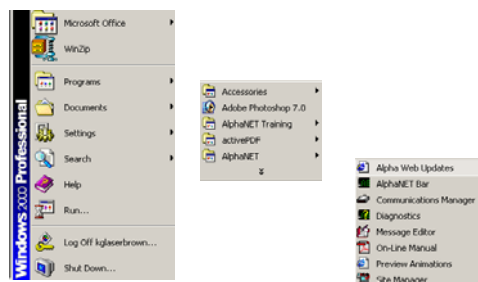 Microsoft Office
WinZip
Programs
Documents
Settings
Search
Help
Run...
Log Off kglaserbrown...
Shut Down...
Windows 2000 Professional
Accessories
Adobe Photoshop 7.0
AlphaNET Training
activePDF
AlphaNET
Alpha Web Updates
AlphaNET Bar
Communications Manager
Diagnostics
Message Editor
On-Line Manual
Preview Animations
Site Manager